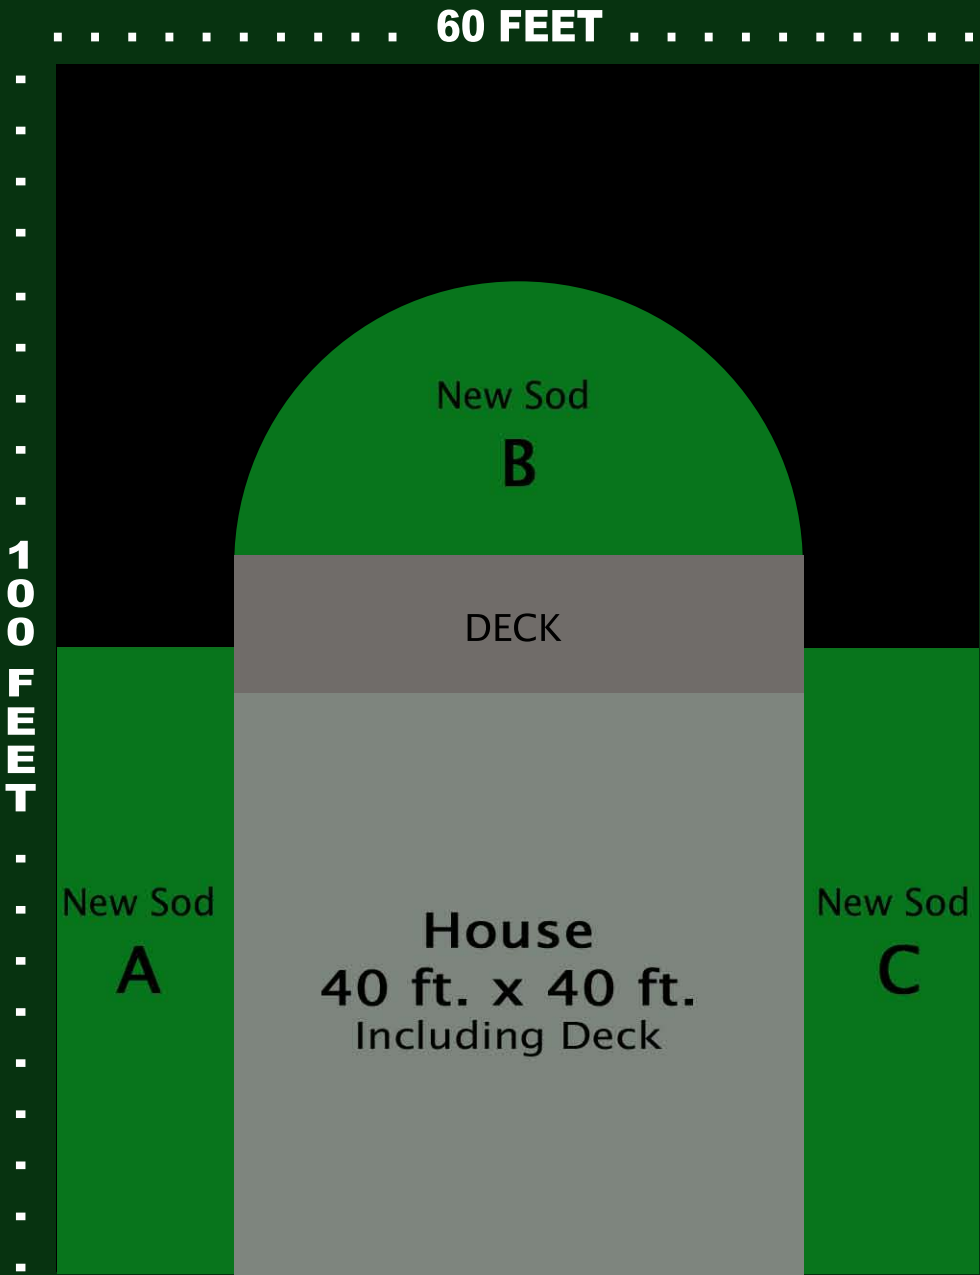 60 FEET
100 FEET
New Sod
B
DECK
New Sod
A
House
40 ft. x 40 ft.
Including Deck
New Sod
C